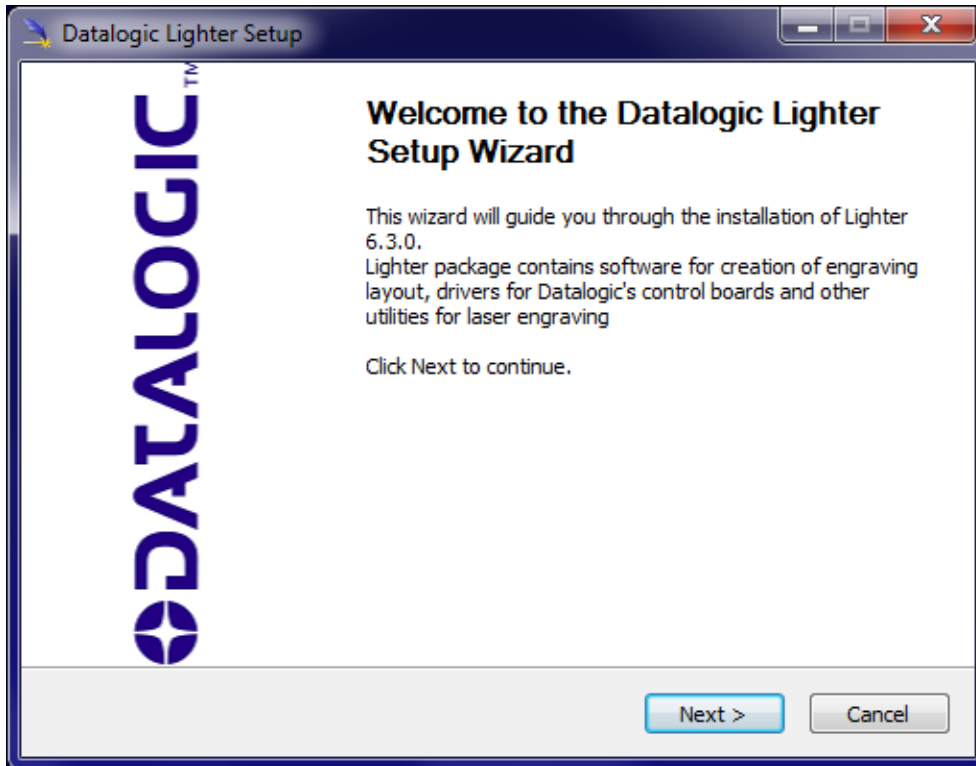 Datalogic Lighter Setup
DATALOGIC™
Welcome to the Datalogic Lighter
Setup Wizard
This wizard will guide you through the installation of Lighter
6.3.0.
Lighter package contains software for creation of engraving
layout, drivers for Datalogic's control boards and other
utilities for laser engraving
Click Next to continue.
Next >
Cancel